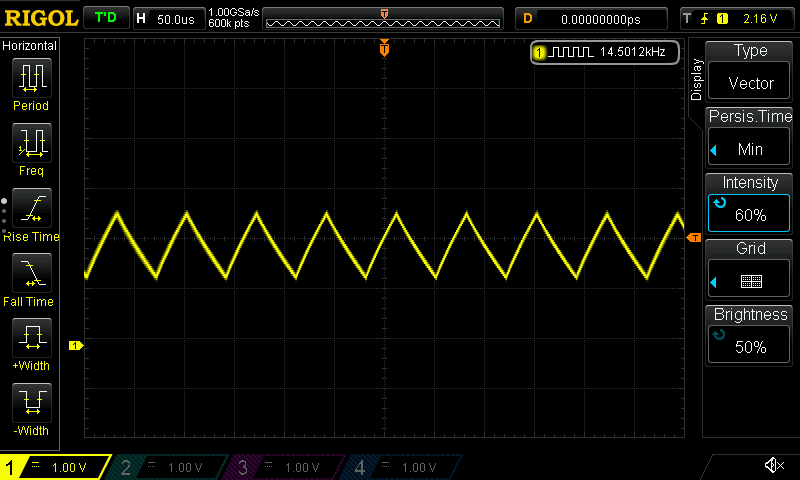 RIGOL T'D H 50.0us 1.00GSa/s 600k pts T D 0.00000000ps T 1 2.16 V
Horizontal
Period
Freq
Rise Time
Fall Time
+Width
-Width
T
1 14.5012kHz
T
1
Display
Type
Vector
Persis.Time
Min
Intensity
60%
Grid
Brightness
50%
1 1.00 V 2 1.00 V 3 1.00 V 4 1.00 V